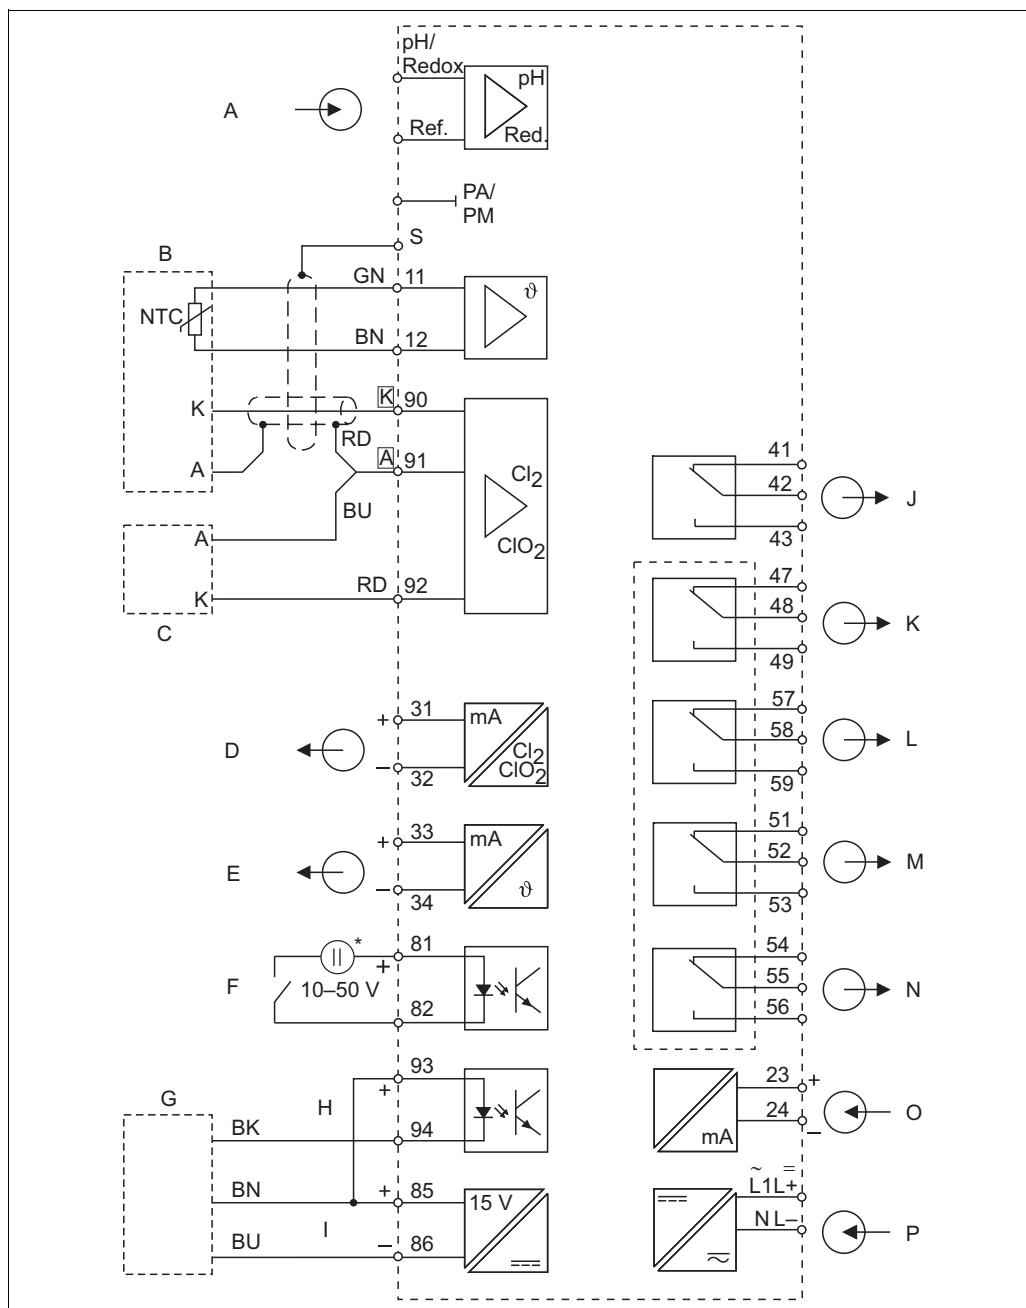 pH/
Redox
pH
A
Ref.
Red.
PA/
PM
S
B
GN
11
ϑ
NTC
BN
12
K
K
90
RD
A
A
91
Cl2
BU
ClO2
A
K
RD
92
C
41
42
J
43
47
48
K
49
57
58
L
59
51
52
M
53
54
55
N
56
+
31
mA
D
Cl2
ClO2
–
32
+
33
mA
E
ϑ
–
34
*
81
+
F
10–50 V
82
93
+
G
H
BK
94
BN
+
85
15 V
I
BU
–
86
23
+
24
O
mA
–
~ =
L1L+
N L–
P